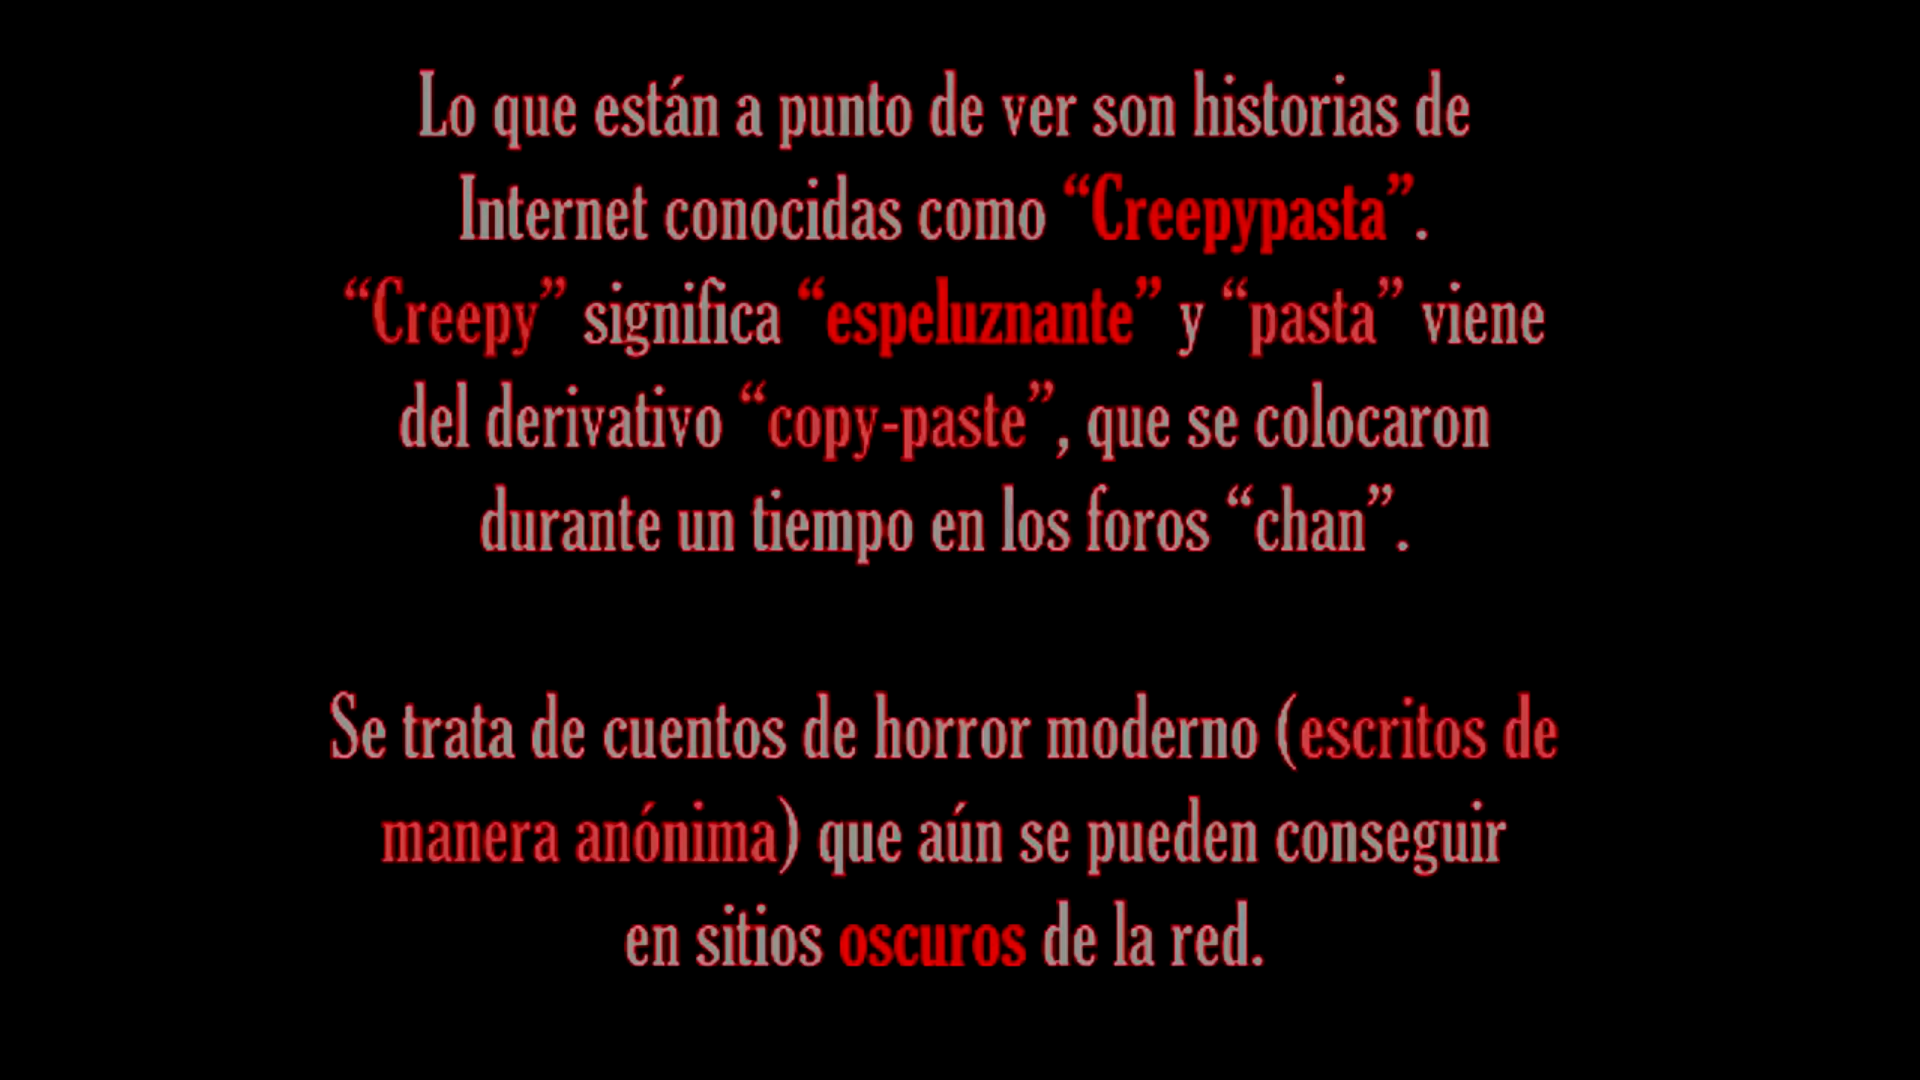 Lo que están a punto de ver son historias de
Internet conocidas como “Creepypasta”.
“Creepy” significa “espeluznante” y “pasta” viene
del derivativo “copy-paste”, que se colocaron
durante un tiempo en los foros “chan”.
Se trata de cuentos de horror moderno (escritos de
manera anónima) que aún se pueden conseguir
en sitios oscuros de la red.